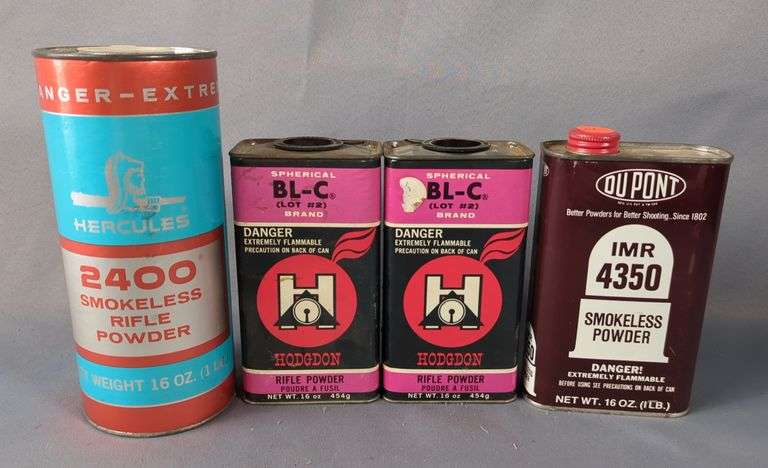 ANGER-EXTRE
HERCULES
2400
SMOKELESS
RIFLE
POWDER
WEIGHT 16 OZ. (1
SPHERICAL
BL-C®
(LOT #2)
BRAND
DANGER
EXTREMELY FLAMMABLE
PRECAUTION ON BACK OF CAN
H
HODGDON
RIFLE POWDER
POUDRE A FUSIL
NET WT. 16 oz 454g
SPHERICAL
BL-C®
(LOT #2)
BRAND
DANGER
EXTREMELY FLAMMABLE
PRECAUTION ON BACK OF CAN
H
HODGDON
RIFLE POWDER
POUDRE A FUSIL
NET WT. 16 oz 454g
DU PONT
Better Powders for Better Shooting...Since 1802
IMR
4350
SMOKELESS
POWDER
DANGER!
EXTREMELY FLAMMABLE
BEFORE USING SEE PRECAUTIONS ON BACK OF CAN
NET WT. 16 OZ. (1 LB.)